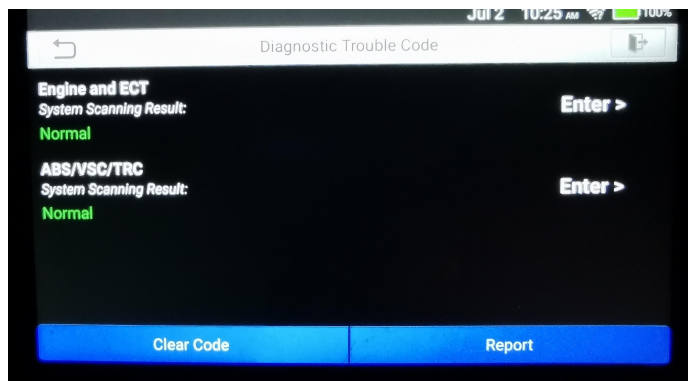 Jul 2 10:25 AM 100%
Diagnostic Trouble Code
Engine and ECT
System Scanning Result:
Enter >
Normal
ABS/VSC/TRC
System Scanning Result:
Enter >
Normal
Clear Code Report